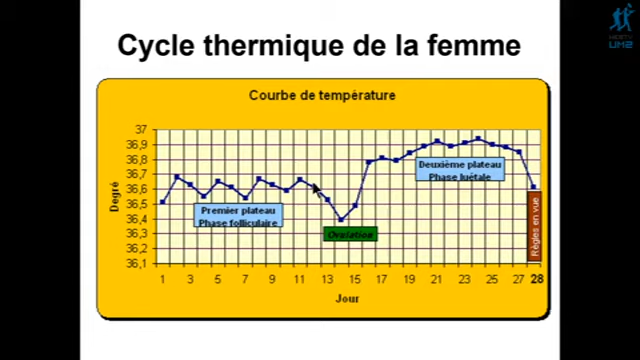 Cycle thermique de la femme
Courbe de température
Degré
37
36,9
36,8
36,7
36,6
36,5
36,4
36,3
36,2
36,1
Deuxième plateau
Phase luétale
Premier plateau
Phase folliculaire
Ovulation
Règles en vue
1 3 5 7 9 11 13 15 17 19 21 23 25 27 28
Jour
UM2